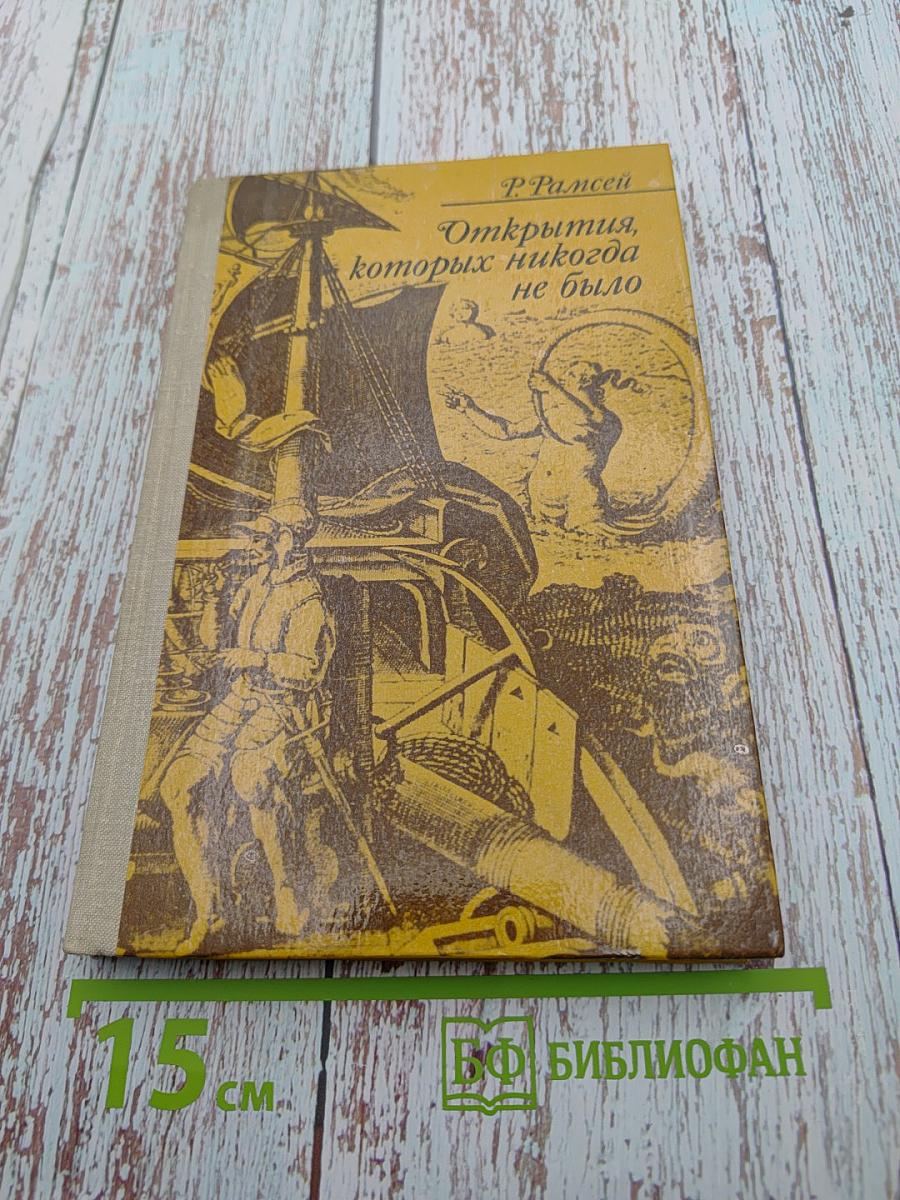 Р. Рамсей
Открытия,
которых никогда
не было
15 см
БФ БИБЛИОФАН